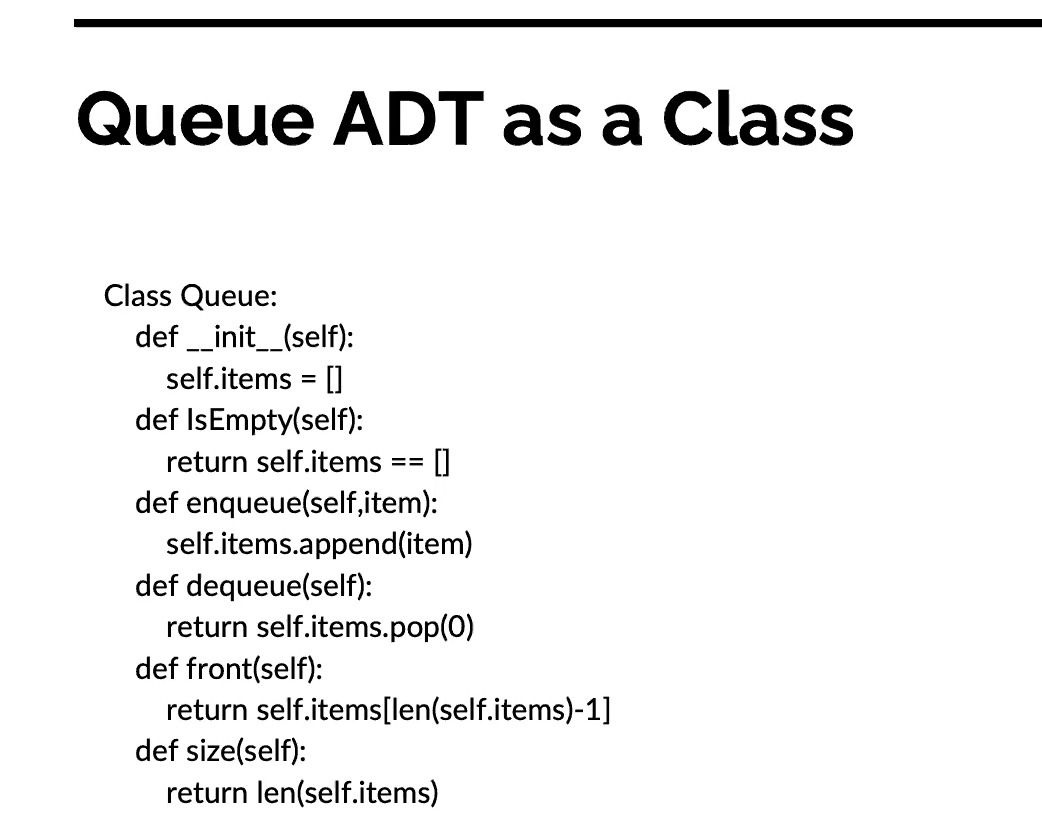 Queue ADT as a Class
Class Queue:
def __init__(self):
self.items = []
def IsEmpty(self):
return self.items == []
def enqueue(self,item):
self.items.append(item)
def dequeue(self):
return self.items.pop(0)
def front(self):
return self.items[len(self.items)-1]
def size(self):
return len(self.items)